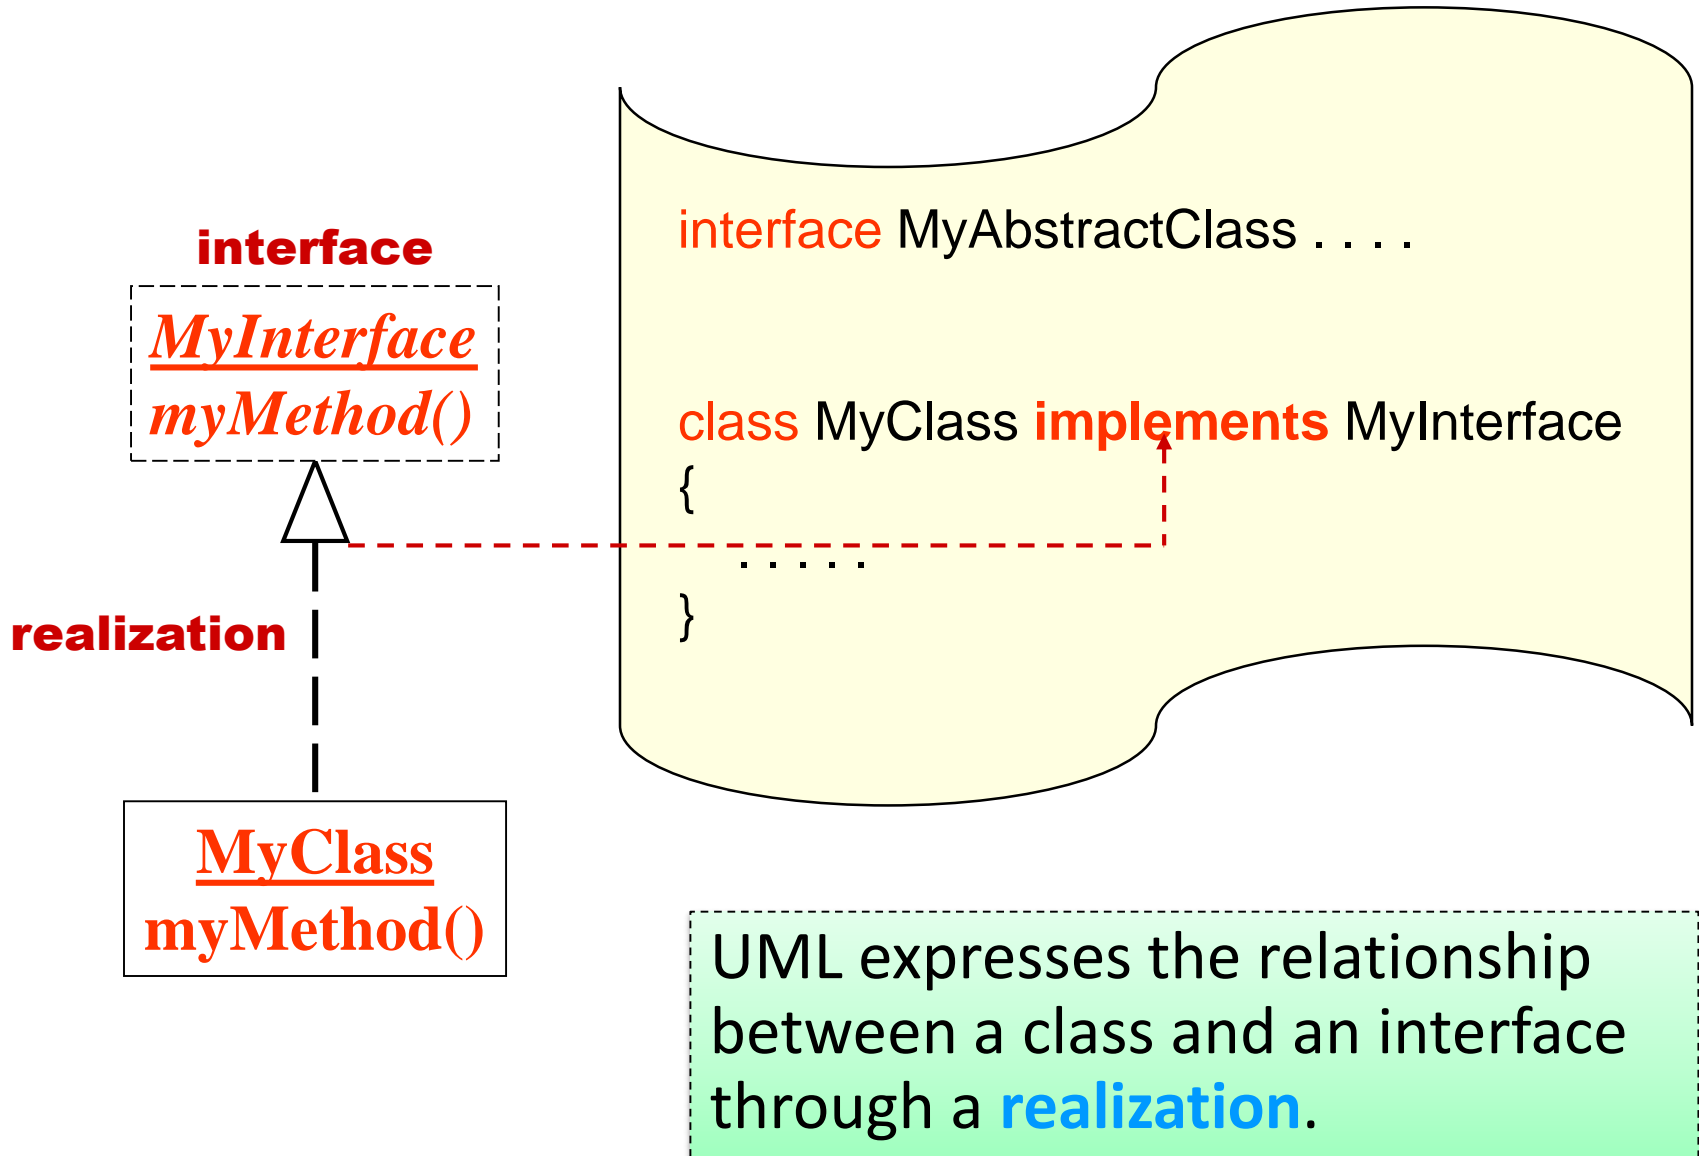 interface
MyInterface
myMethod()
realization
MyClass
myMethod()
interface MyAbstractClass . . . .
class MyClass implements MyInterface
{
. . . . .
}
UML expresses the relationship
between a class and an interface
through a realization.